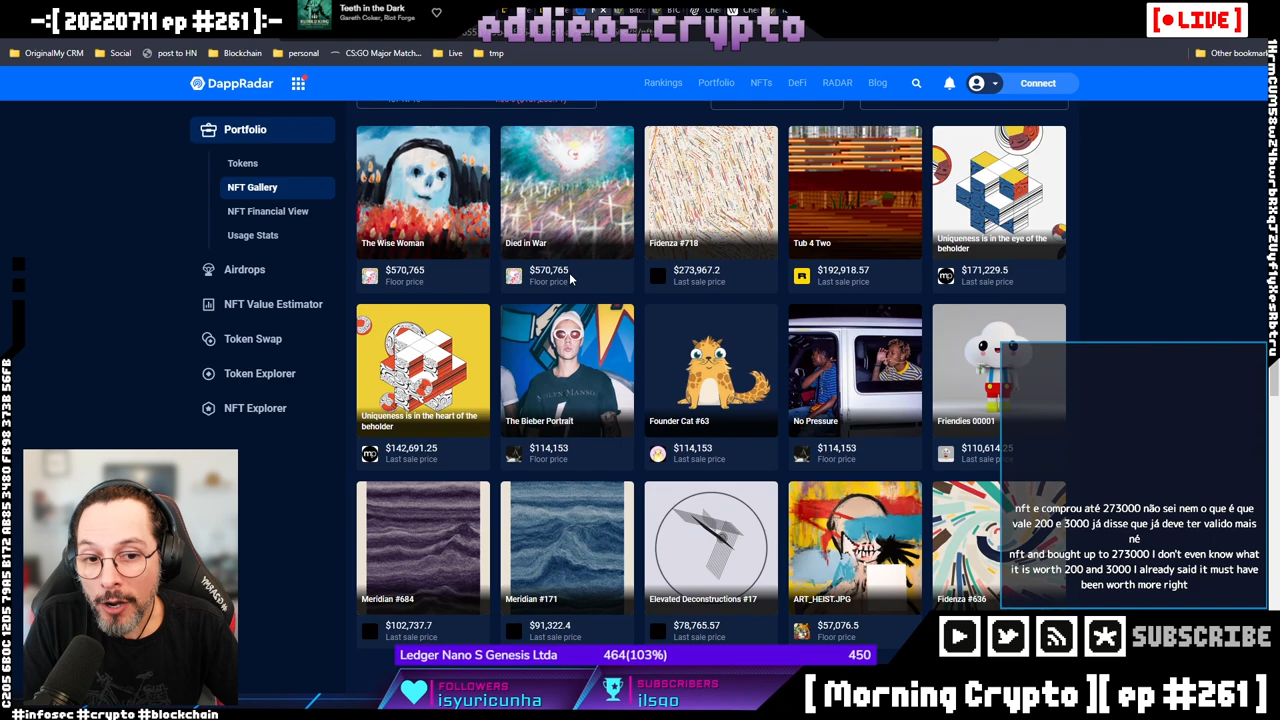 -:[ 20220711 ep #261 ]:-
Teeth in the Dark
Gareth Coker, Riot Forge
eddieoz.crypto
[• LIVE]
OriginalMy CRM
Social
post to HN
Blockchain
personal
CS:GO Major Match...
Live
tmp
Other bookmar
DappRadar
Rankings
Portfolio
NFTs
DeFi
RADAR
Blog
Connect
Portfolio
Tokens
NFT Gallery
NFT Financial View
Usage Stats
Airdrops
NFT Value Estimator
Token Swap
Token Explorer
NFT Explorer
The Wise Woman
$570,765
Floor price
Died in War
$570,765
Floor price
Fidenza #718
$273,967.2
Last sale price
Tub 4 Two
$192,918.57
Last sale price
Uniqueness is in the eye of the
beholder
$171,229.5
Last sale price
Uniqueness is in the heart of the
beholder
$142,691.25
Last sale price
The Bieber Portrait
$114,153
Floor price
Founder Cat #63
$114,153
Last sale price
No Pressure
$114,153
Floor price
Friendies 00001
$110,614.25
Last sale price
Meridian #684
$102,737.7
Last sale price
Meridian #171
$91,322.4
Last sale price
Elevated Deconstructions #17
$78,765.57
Last sale price
ART_HEIST.JPG
$57,076.5
Floor price
Fidenza #636
nft e comprou até 273000 não sei nem o que é que
vale 200 e 3000 já disse que já deve ter valido mais
né
nft and bought up to 273000 I don't even know what
it is worth 200 and 3000 I already said it must have
been worth more right
SUBSCRIBE
Ledger Nano S Genesis Ltda
464(103%)
450
FOLLOWERS
isyuricunha
SUBSCRIBERS
ilsgo
[ Morning Crypto ][ ep #261 ]
#infosec #crypto #blockchain